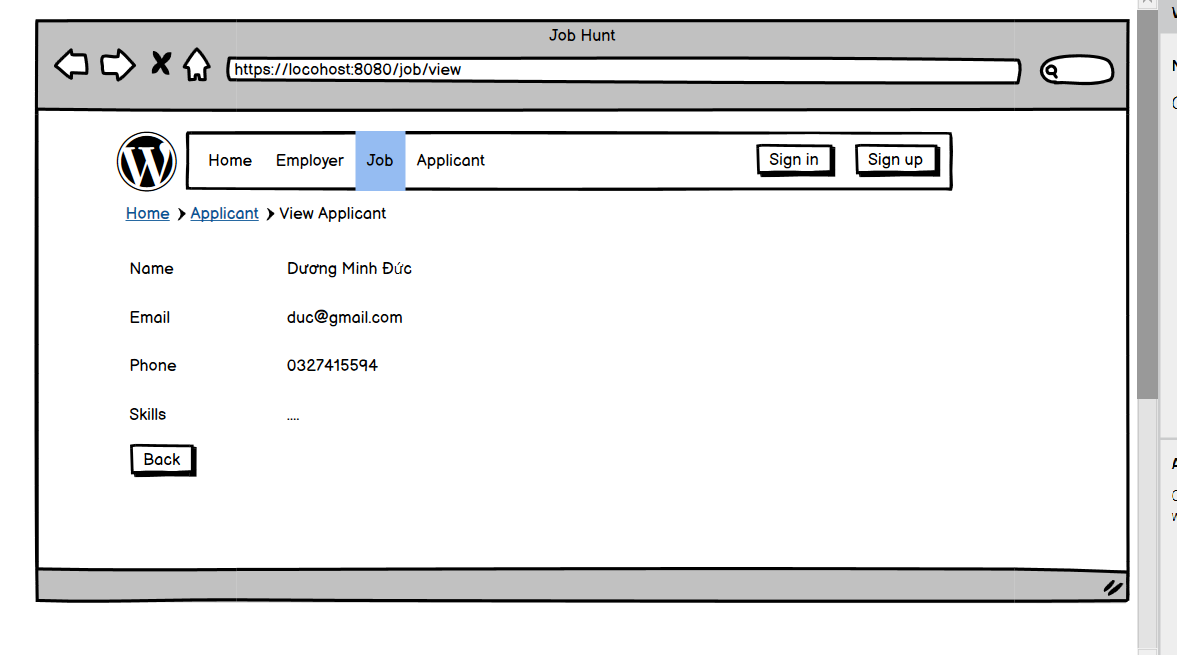 Job Hunt
https://locohost:8080/job/view
W
Home Employer Job Applicant Sign in Sign up
Home Applicant View Applicant
Name Dương Minh Đức
Email duc@gmail.com
Phone 0327415594
Skills ....
Back